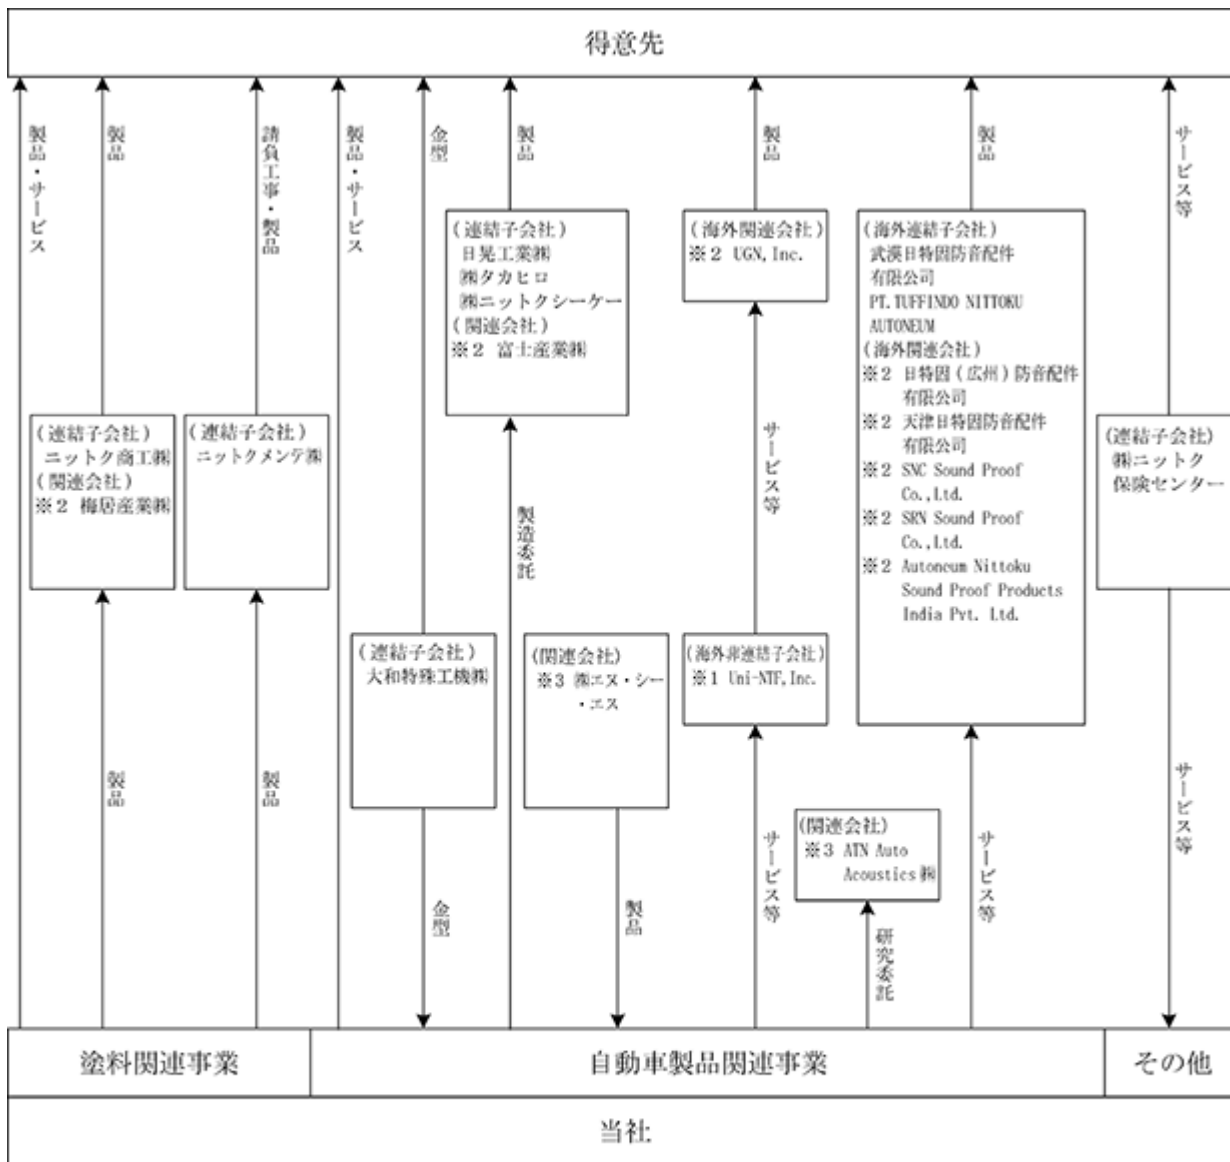 得意先
製品・サービス
製品
請負工事・製品
製品・サービス
金型
製品
製品
製品
サービス等
(連結子会社)
日晃工業㈱
㈱タカヒロ
㈱ニットクシーケー
(関連会社)
※2 富士産業㈱
(海外関連会社)
※2 UGN,Inc.
(海外連結子会社)
武漢日特固防音配件
有限公司
PT.TUFFINDO NITTOKU
AUTONEUM
(海外関連会社)
※2 日特固(広州)防音配件
有限公司
※2 天津日特固防音配件
有限公司
※2 SNC Sound Proof
Co.,Ltd.
※2 SRN Sound Proof
Co.,Ltd.
※2 Autoneum Nittoku
Sound Proof Products
India Pvt. Ltd.
(連結子会社)
ニットク商工㈱
(関連会社)
※2 梅居産業㈱
(連結子会社)
ニットクメンテ㈱
(連結子会社)
㈱ニットク
保険センター
製造委託
サービス等
(連結子会社)
大和特殊工機㈱
(関連会社)
※3 ㈱エヌ・シー
・エス
(海外非連結子会社)
※1 Uni-NTF,Inc.
(関連会社)
※3 ATN Auto
Acoustics㈱
製品
製品
金型
製品
サービス等
研究委託
サービス等
サービス等
塗料関連事業
自動車製品関連事業
その他
当社